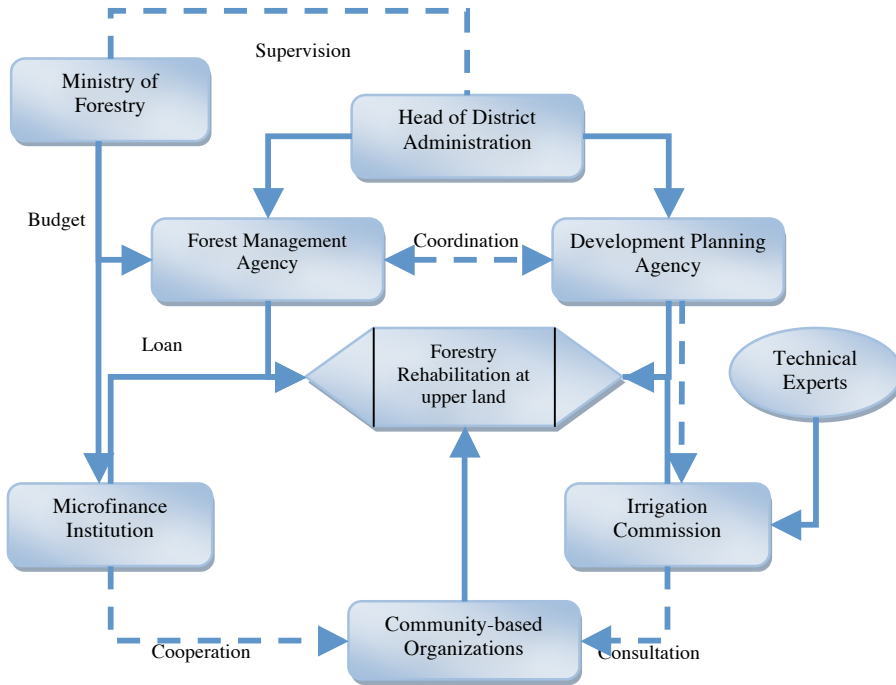 Supervision
Ministry of
Forestry
Head of District
Administration
Budget
Forest Management
Agency
Coordination
Development Planning
Agency
Loan
Forestry
Rehabilitation at
upper land
Technical
Experts
Microfinance
Institution
Irrigation
Commission
Community-based
Organizations
Cooperation
Consultation